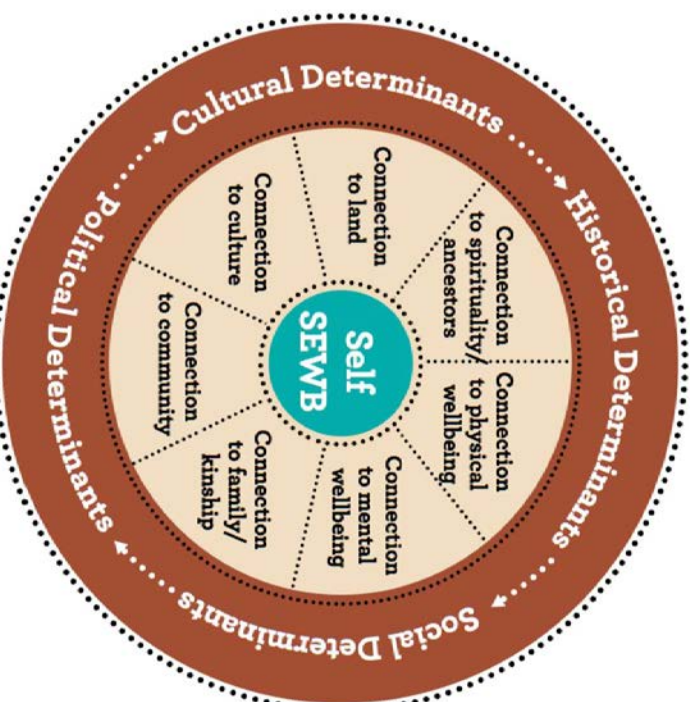 Cultural Determinants
Historical Determinants
Social Determinants
Political Determinants
Connection
to spirituality/
ancestors
Connection
to physical
wellbeing
Connection
to mental
wellbeing
Connection
to family/
kinship
Connection
to community
Connection
to culture
Connection
to land
Self
SEWB